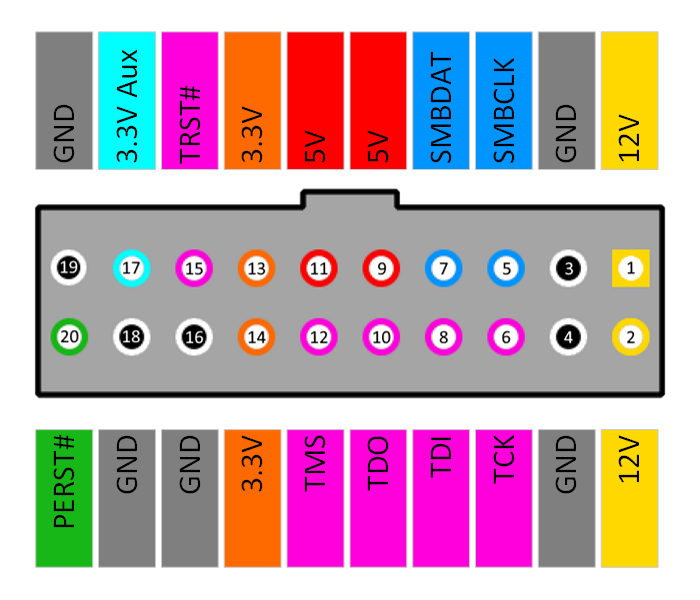 GND
3.3V Aux
TRST#
3.3V
5V
5V
SMBDAT
SMBCLK
GND
12V
19 17 15 13 11 9 7 5 3 1
20 18 16 14 12 10 8 6 4 2
PERST#
GND
GND
3.3V
TMS
TDO
TDI
TCK
GND
12V